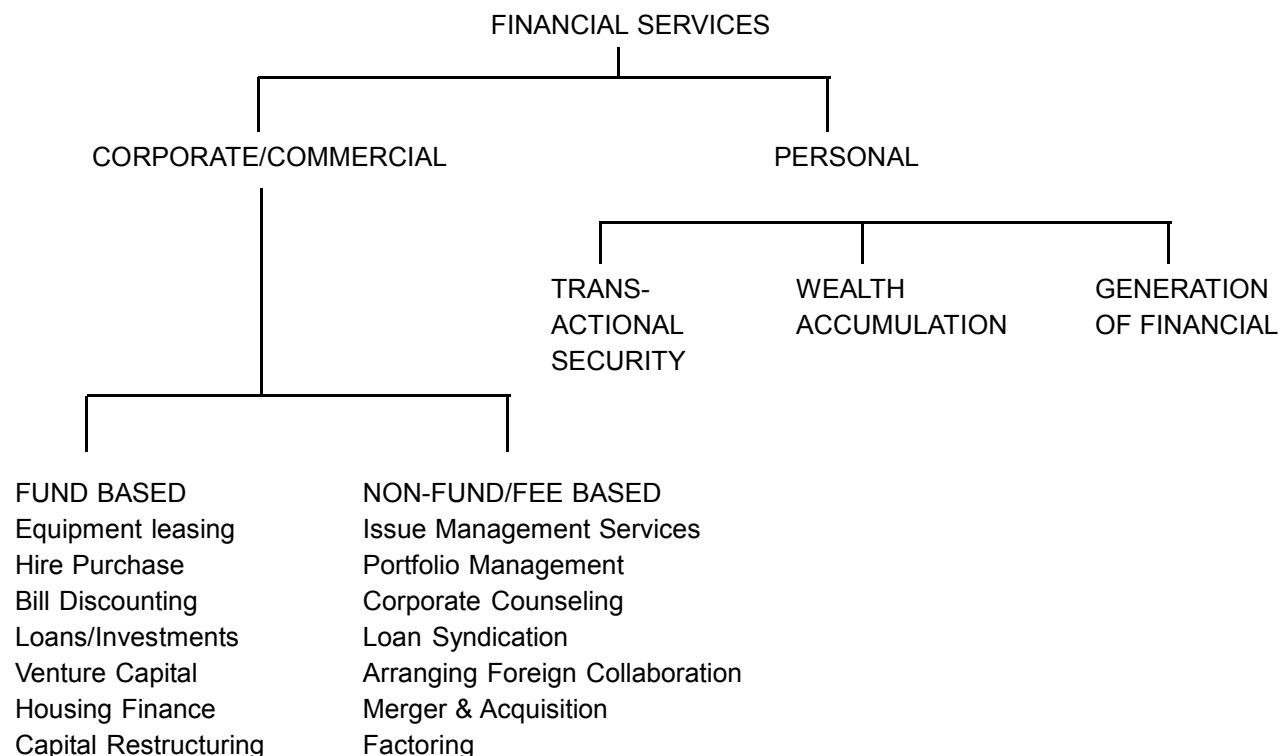 FINANCIAL SERVICES
CORPORATE/COMMERCIAL
PERSONAL
TRANS-
ACTIONAL
SECURITY
WEALTH
ACCUMULATION
GENERATION
OF FINANCIAL
FUND BASED
Equipment leasing
Hire Purchase
Bill Discounting
Loans/Investments
Venture Capital
Housing Finance
Capital Restructuring
NON-FUND/FEE BASED
Issue Management Services
Portfolio Management
Corporate Counseling
Loan Syndication
Arranging Foreign Collaboration
Merger & Acquisition
Factoring